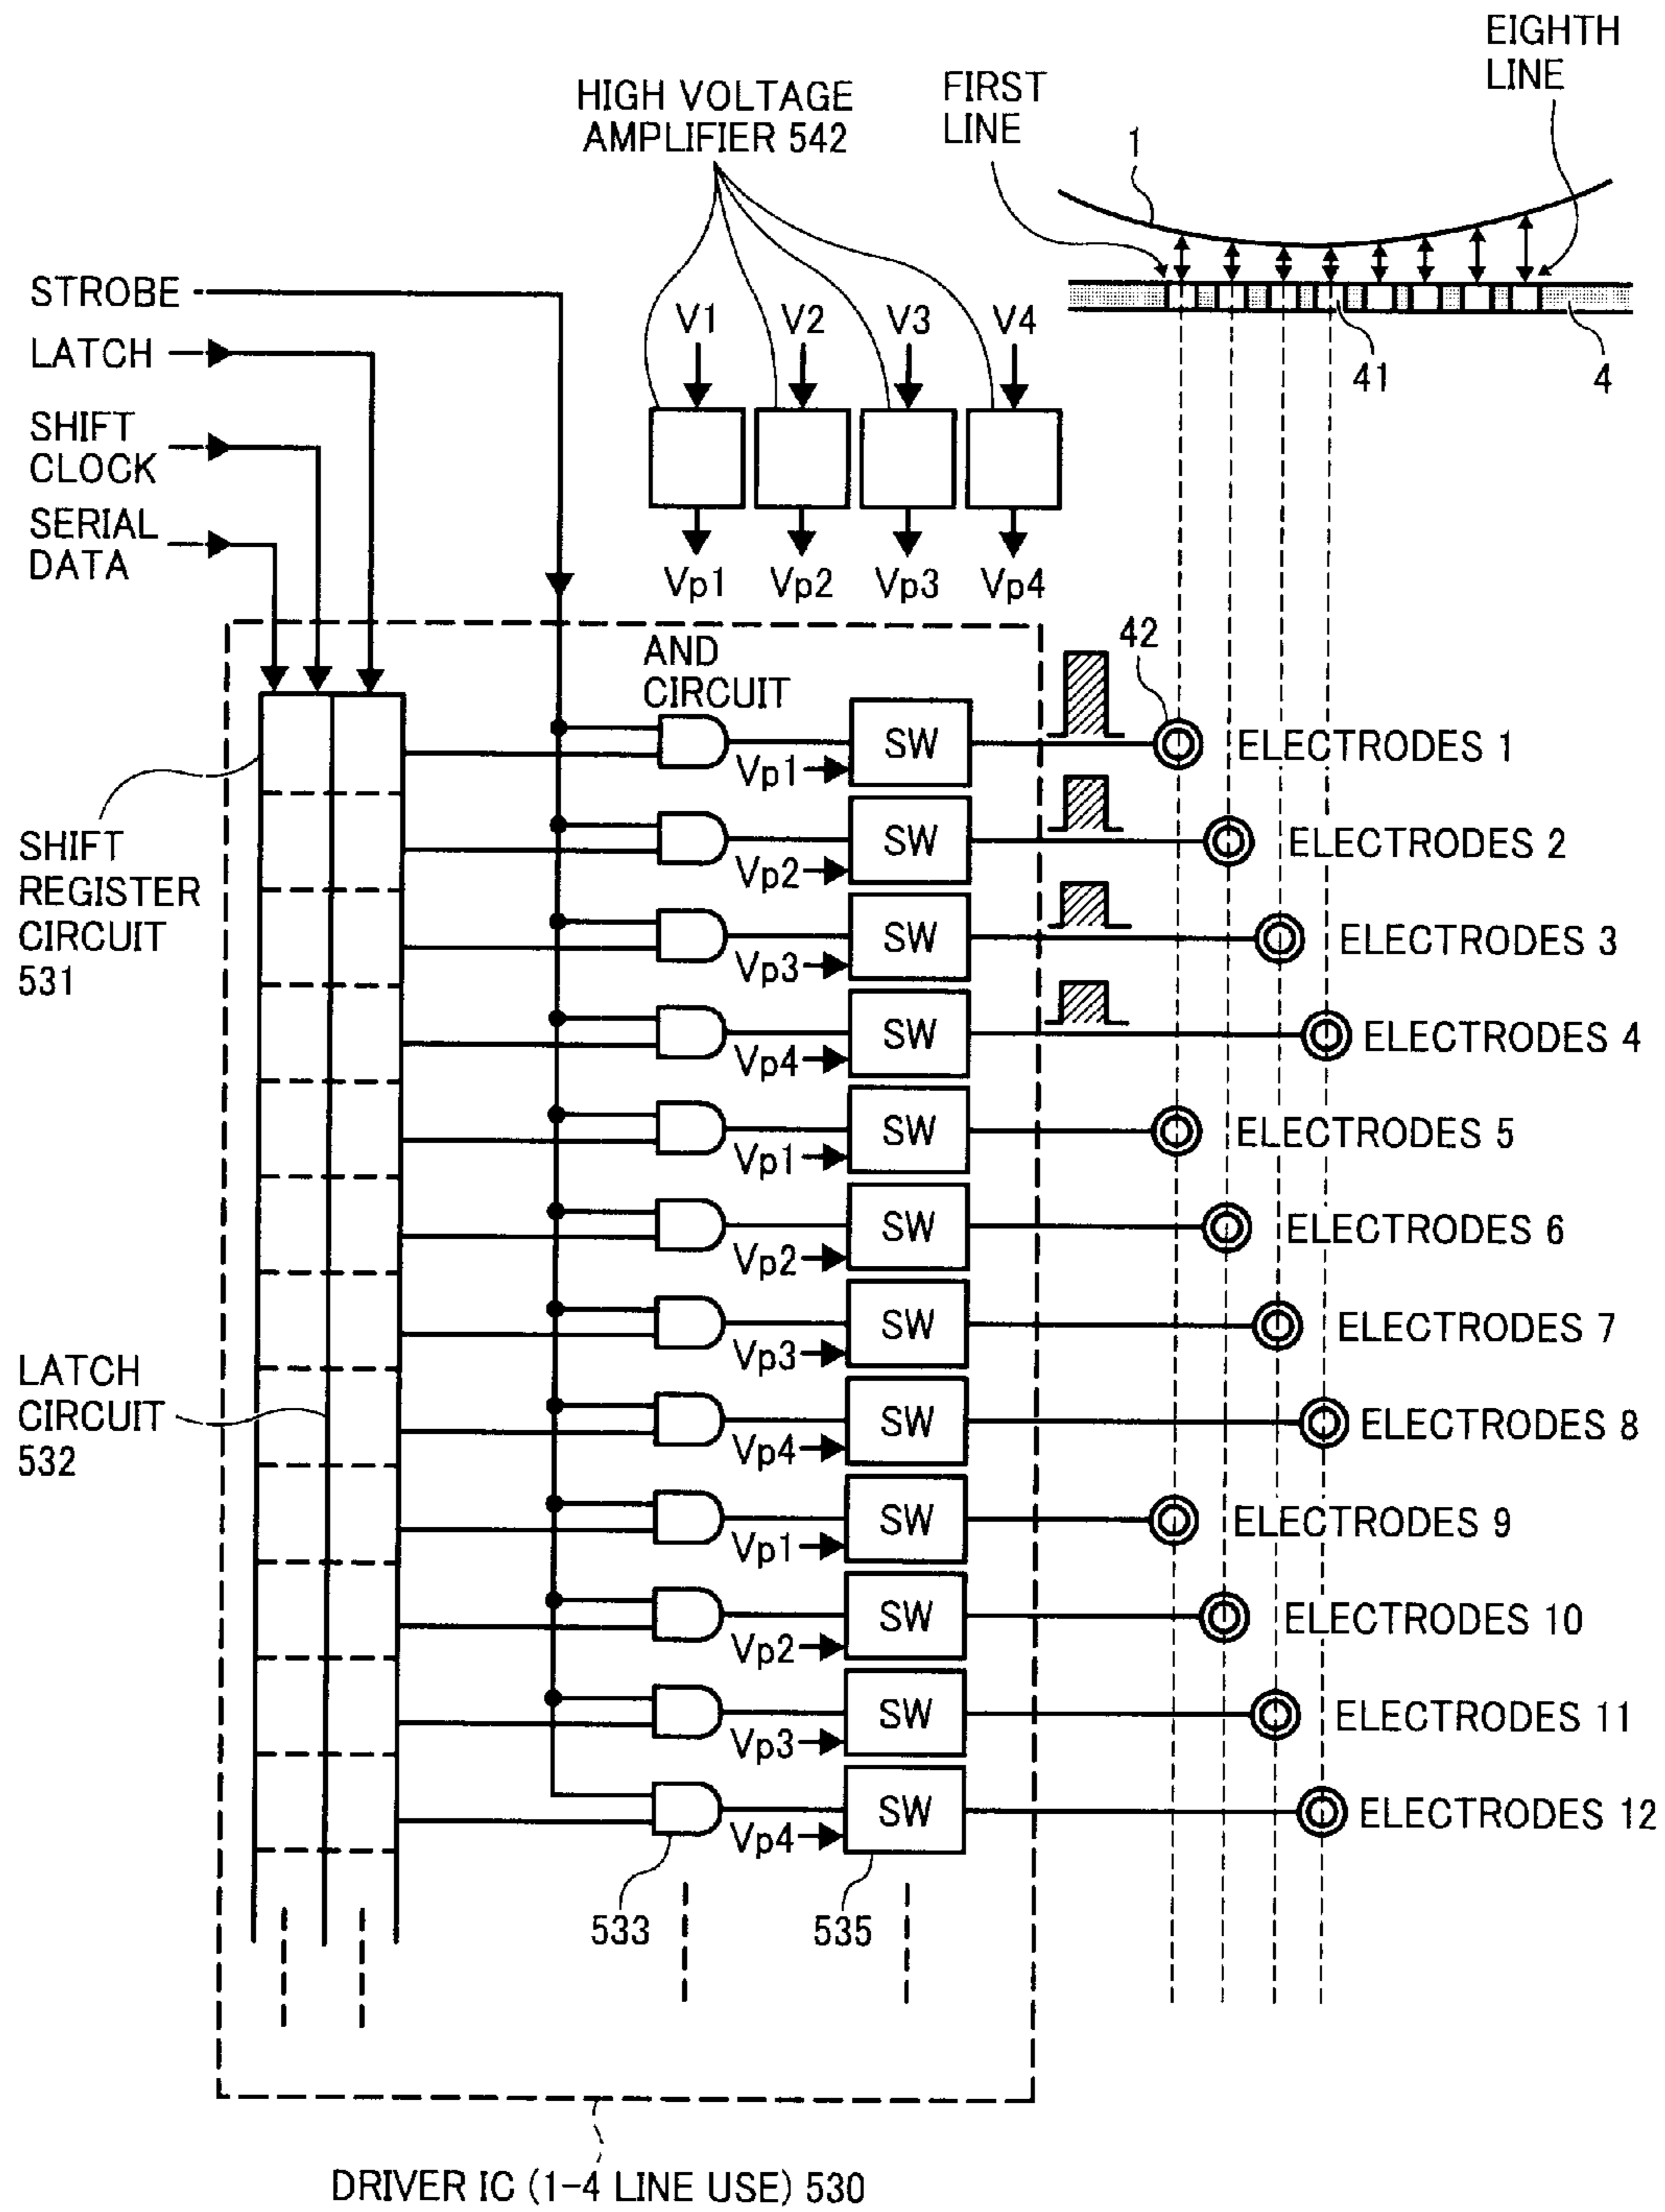 EIGHTH
LINE
FIRST
LINE
HIGH VOLTAGE
AMPLIFIER 542
1
STROBE
LATCH
SHIFT
CLOCK
SERIAL
DATA
V1
V2
V3
V4
41
4
Vp1
Vp2
Vp3
Vp4
AND
CIRCUIT
42
SW
Vp1
ELECTRODES 1
SW
Vp2
ELECTRODES 2
SHIFT
REGISTER
CIRCUIT
531
SW
Vp3
ELECTRODES 3
SW
Vp4
ELECTRODES 4
SW
Vp1
ELECTRODES 5
SW
Vp2
ELECTRODES 6
SW
Vp3
ELECTRODES 7
LATCH
CIRCUIT
532
SW
Vp4
ELECTRODES 8
SW
Vp1
ELECTRODES 9
SW
Vp2
ELECTRODES 10
SW
Vp3
ELECTRODES 11
SW
Vp4
ELECTRODES 12
533
535
DRIVER IC (1-4 LINE USE) 530